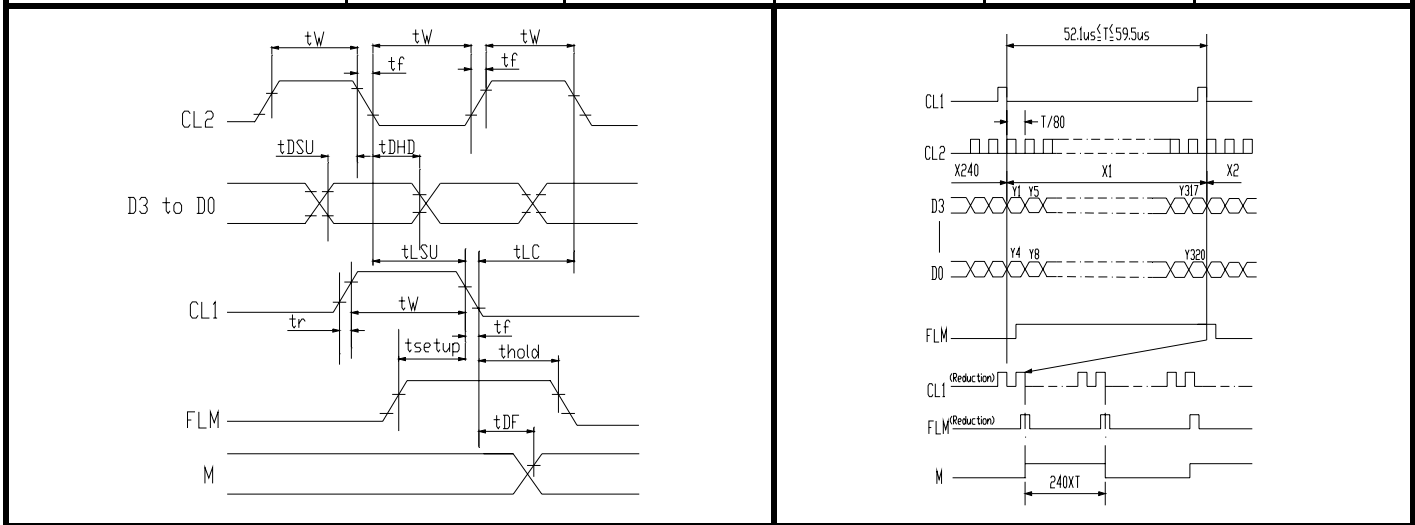 tW tW tW
tf tf
CL2
tDSU tDHD
D3 to D0
tLSU tLC
CL1
tW
tr tf
tsetup thold
FLM
tDF
M
52.1us≦T≦59.5us
CL1
T/80
CL2
X240 X1 X2
Y1 Y5 Y317
D3
Y4 Y8 Y320
D0
FLM
CL1 (Reduction)
FLM (Reduction)
M
240XT